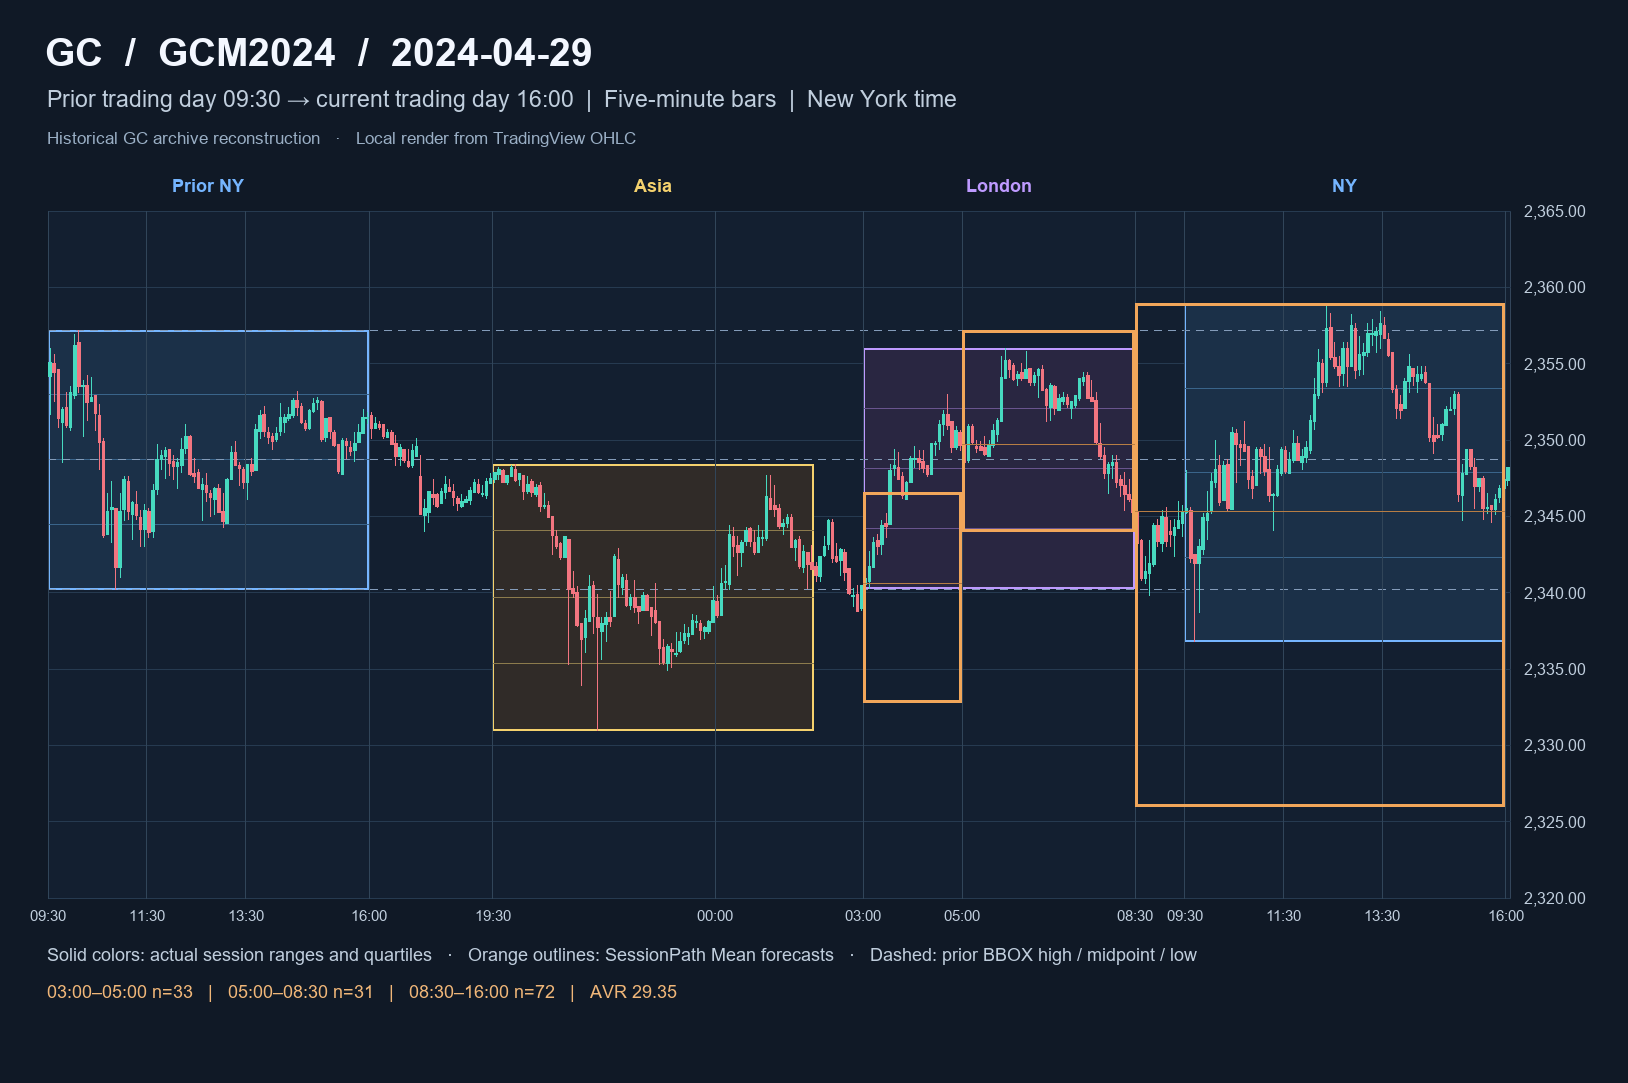 GC / GCM2024 / 2024-04-29
Prior trading day 09:30 → current trading day 16:00 | Five-minute bars | New York time
Historical GC archive reconstruction · Local render from TradingView OHLC
Prior NY Asia London NY
2,365.00
2,360.00
2,355.00
2,350.00
2,345.00
2,340.00
2,335.00
2,330.00
2,325.00
2,320.00
09:30 11:30 13:30 16:00 19:30 00:00 03:00 05:00 08:30 09:30 11:30 13:30 16:00
Solid colors: actual session ranges and quartiles · Orange outlines: SessionPath Mean forecasts · Dashed: prior BBOX high / midpoint / low
03:00–05:00 n=33 | 05:00–08:30 n=31 | 08:30–16:00 n=72 | AVR 29.35